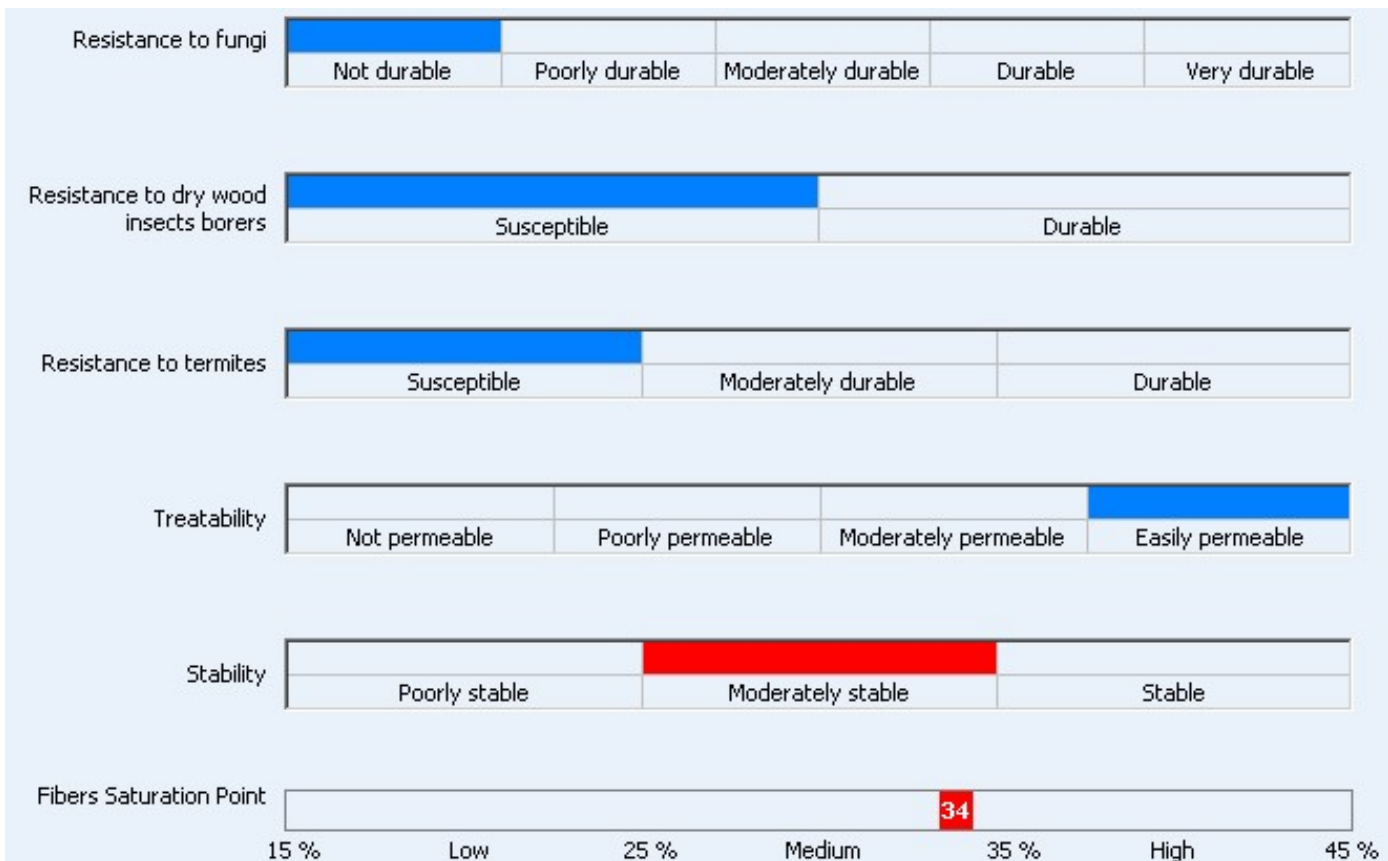 Resistance to fungi
Not durable Poorly durable Moderately durable Durable Very durable
Resistance to dry wood
insects borers
Susceptible Durable
Resistance to termites
Susceptible Moderately durable Durable
Treatability
Not permeable Poorly permeable Moderately permeable Easily permeable
Stability
Poorly stable Moderately stable Stable
Fibers Saturation Point
34
15 % Low 25 % Medium 35 % High 45 %